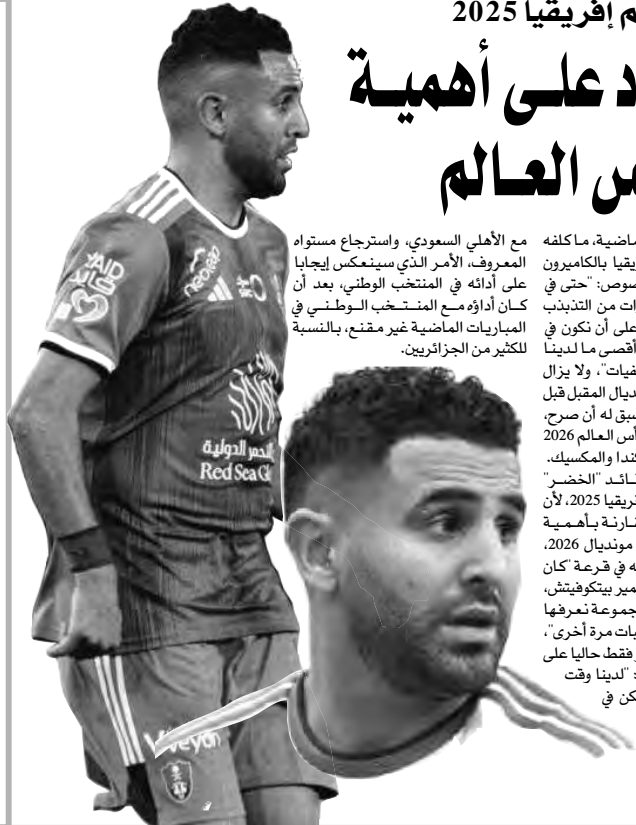 م إفريقيا 2025
د على أهمية
س العالم
ماضية، ما كلفه
يقيا بالكاميرون
صوص: "حتى في
رات من التذبذب
على أن نكون في
أقصى ما لدينا
فيات"، ولا يزال
ديال المقبل قبل
سبق له أن صرح،
أس العالم 2026
كندا والمكسيك.
ائد "الخضر"
ريقيا 2025، لأن
ارنة بأهمية
مونديال 2026،
ه في قرعة "كان
مير بيتكوفيتش،
جموعة نعرفها
يات مرة أخرى"،
فقط حاليا على
: "لدينا وقت
كن في
مع الأهلي السعودي، واسترجاع مستواه
المعروف، الأمر الذي سينعكس إيجابا
على أدائه في المنتخب الوطني، بعد أن
كان أداؤه مع المنتخب الوطني في
المباريات الماضية غير مقنع، بالنسبة
للكثير من الجزائريين.
neoleap
البحر الدولية
Red Sea Gl